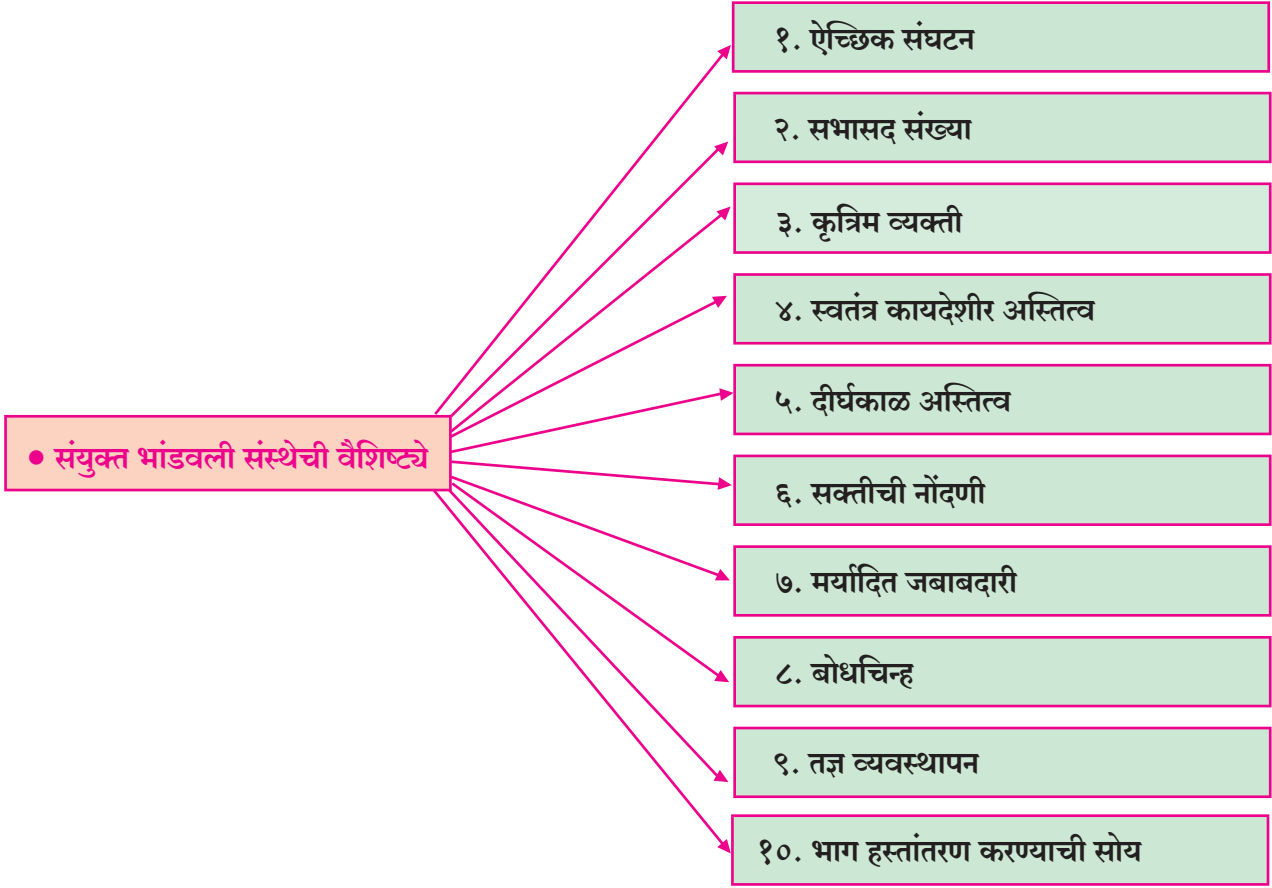 • संयुक्त भांडवली संस्थेची वैशिष्ट्ये
१. ऐच्छिक संघटन
२. सभासद संख्या
३. कृत्रिम व्यक्ती
४. स्वतंत्र कायदेशीर अस्तित्व
५. दीर्घकाळ अस्तित्व
६. सक्तीची नोंदणी
७. मर्यादित जबाबदारी
८. बोधचिन्ह
९. तज्ञ व्यवस्थापन
१०. भाग हस्तांतरण करण्याची सोय